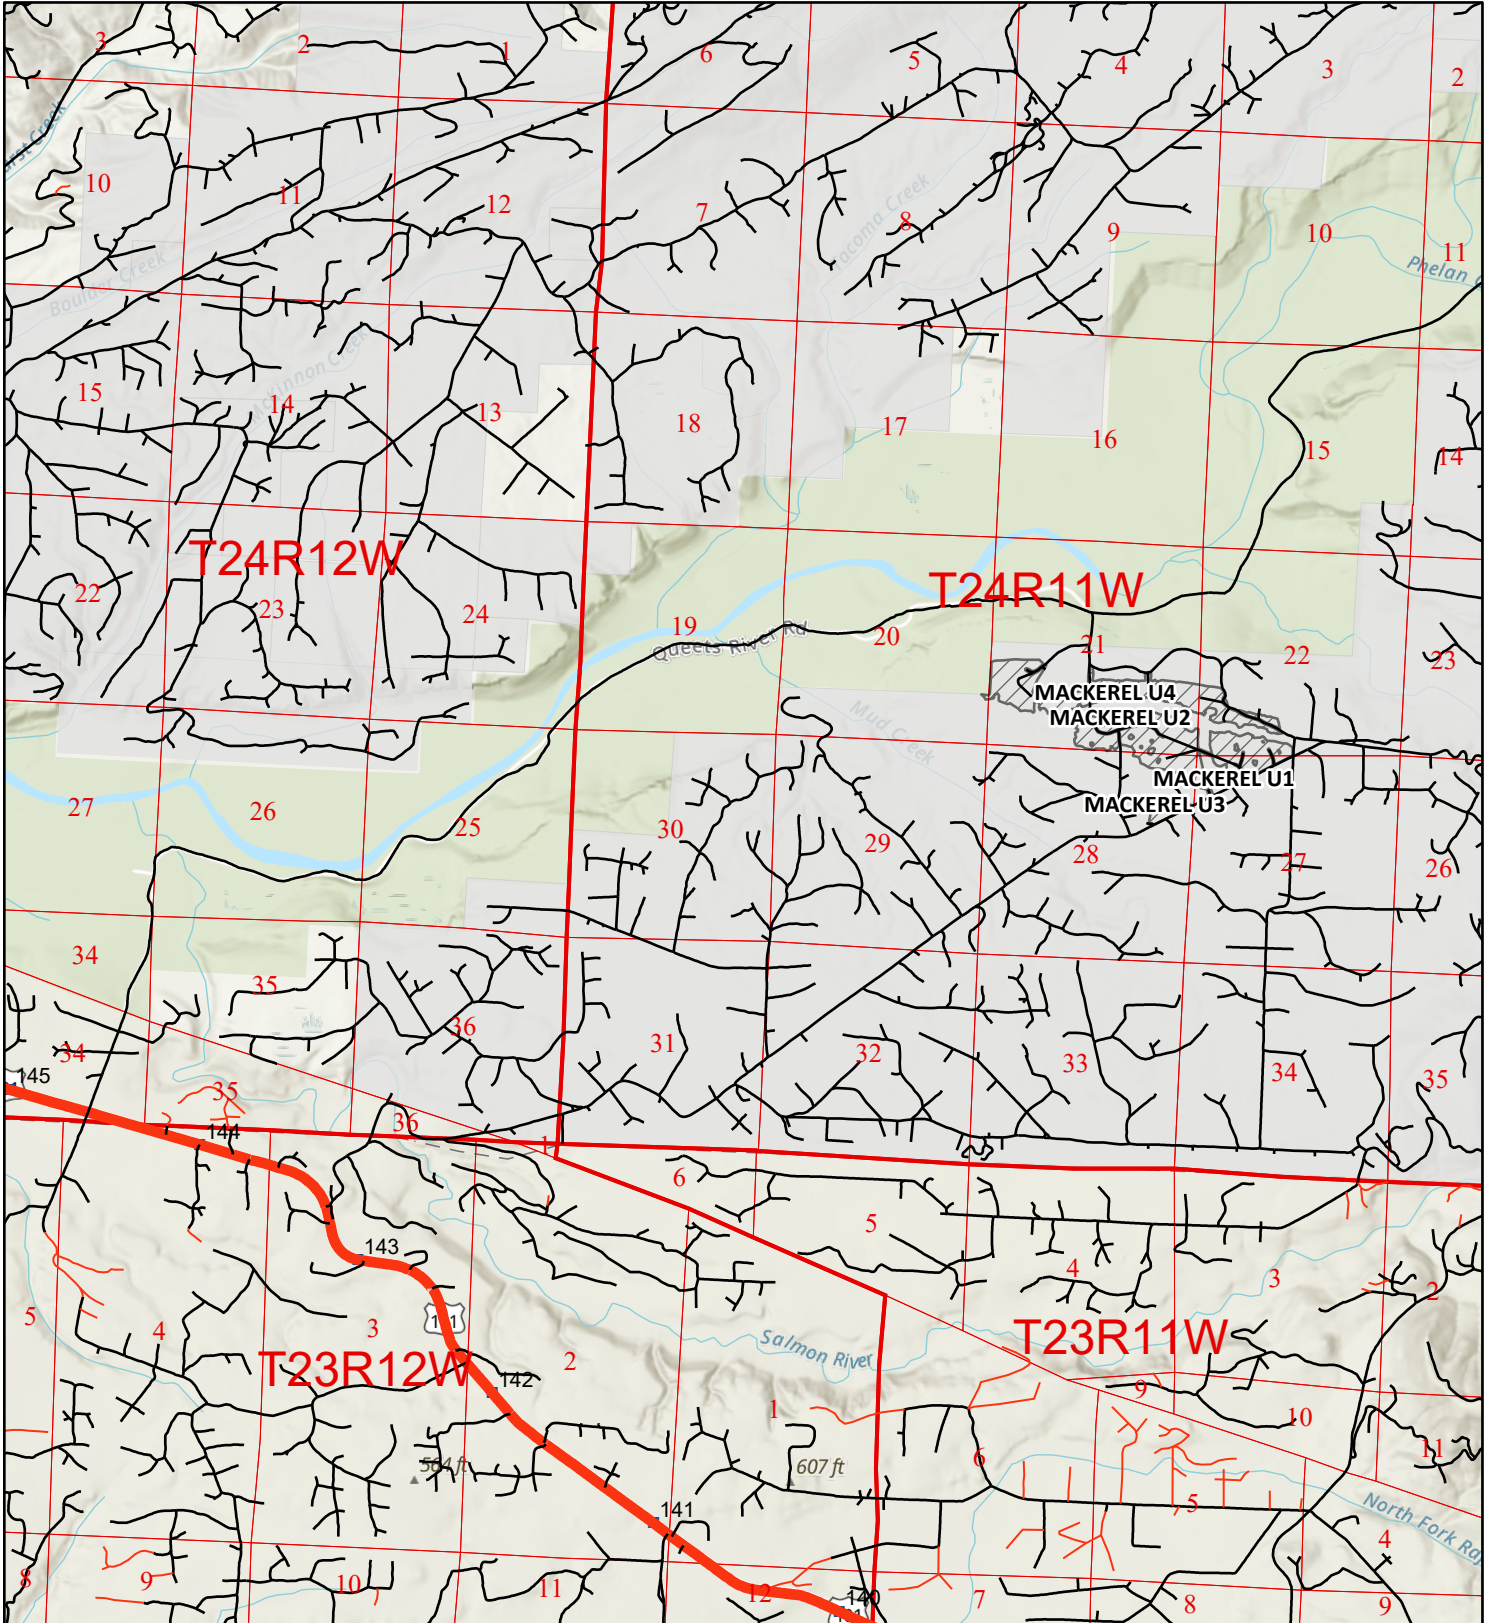 3 2 1 6 5 4 3 2
10 11 12 7 8 9 10 11
Boulder Creek
Tacoma Creek
Phelan
McKinnon Creek
15 14 13 18 17 16 15 14
T24R12W
T24R11W
22 23 24 19 20 21 22 23
Queets River Rd
MACKEREL U4
MACKEREL U2
MACKEREL U1
MACKEREL U3
Mud Creek
27 26 25 30 29 28 27 26
34 35 36 31 32 33 34 35
34 35 36 1
145
144
143
101
142
141
140
101
6 5 4 3 2
5 4 3 2 1
T23R12W
T23R11W
Salmon River
9 10 11
564 ft
607 ft
6 5 4
North Fork
8 9 10 11 12 7 8 9